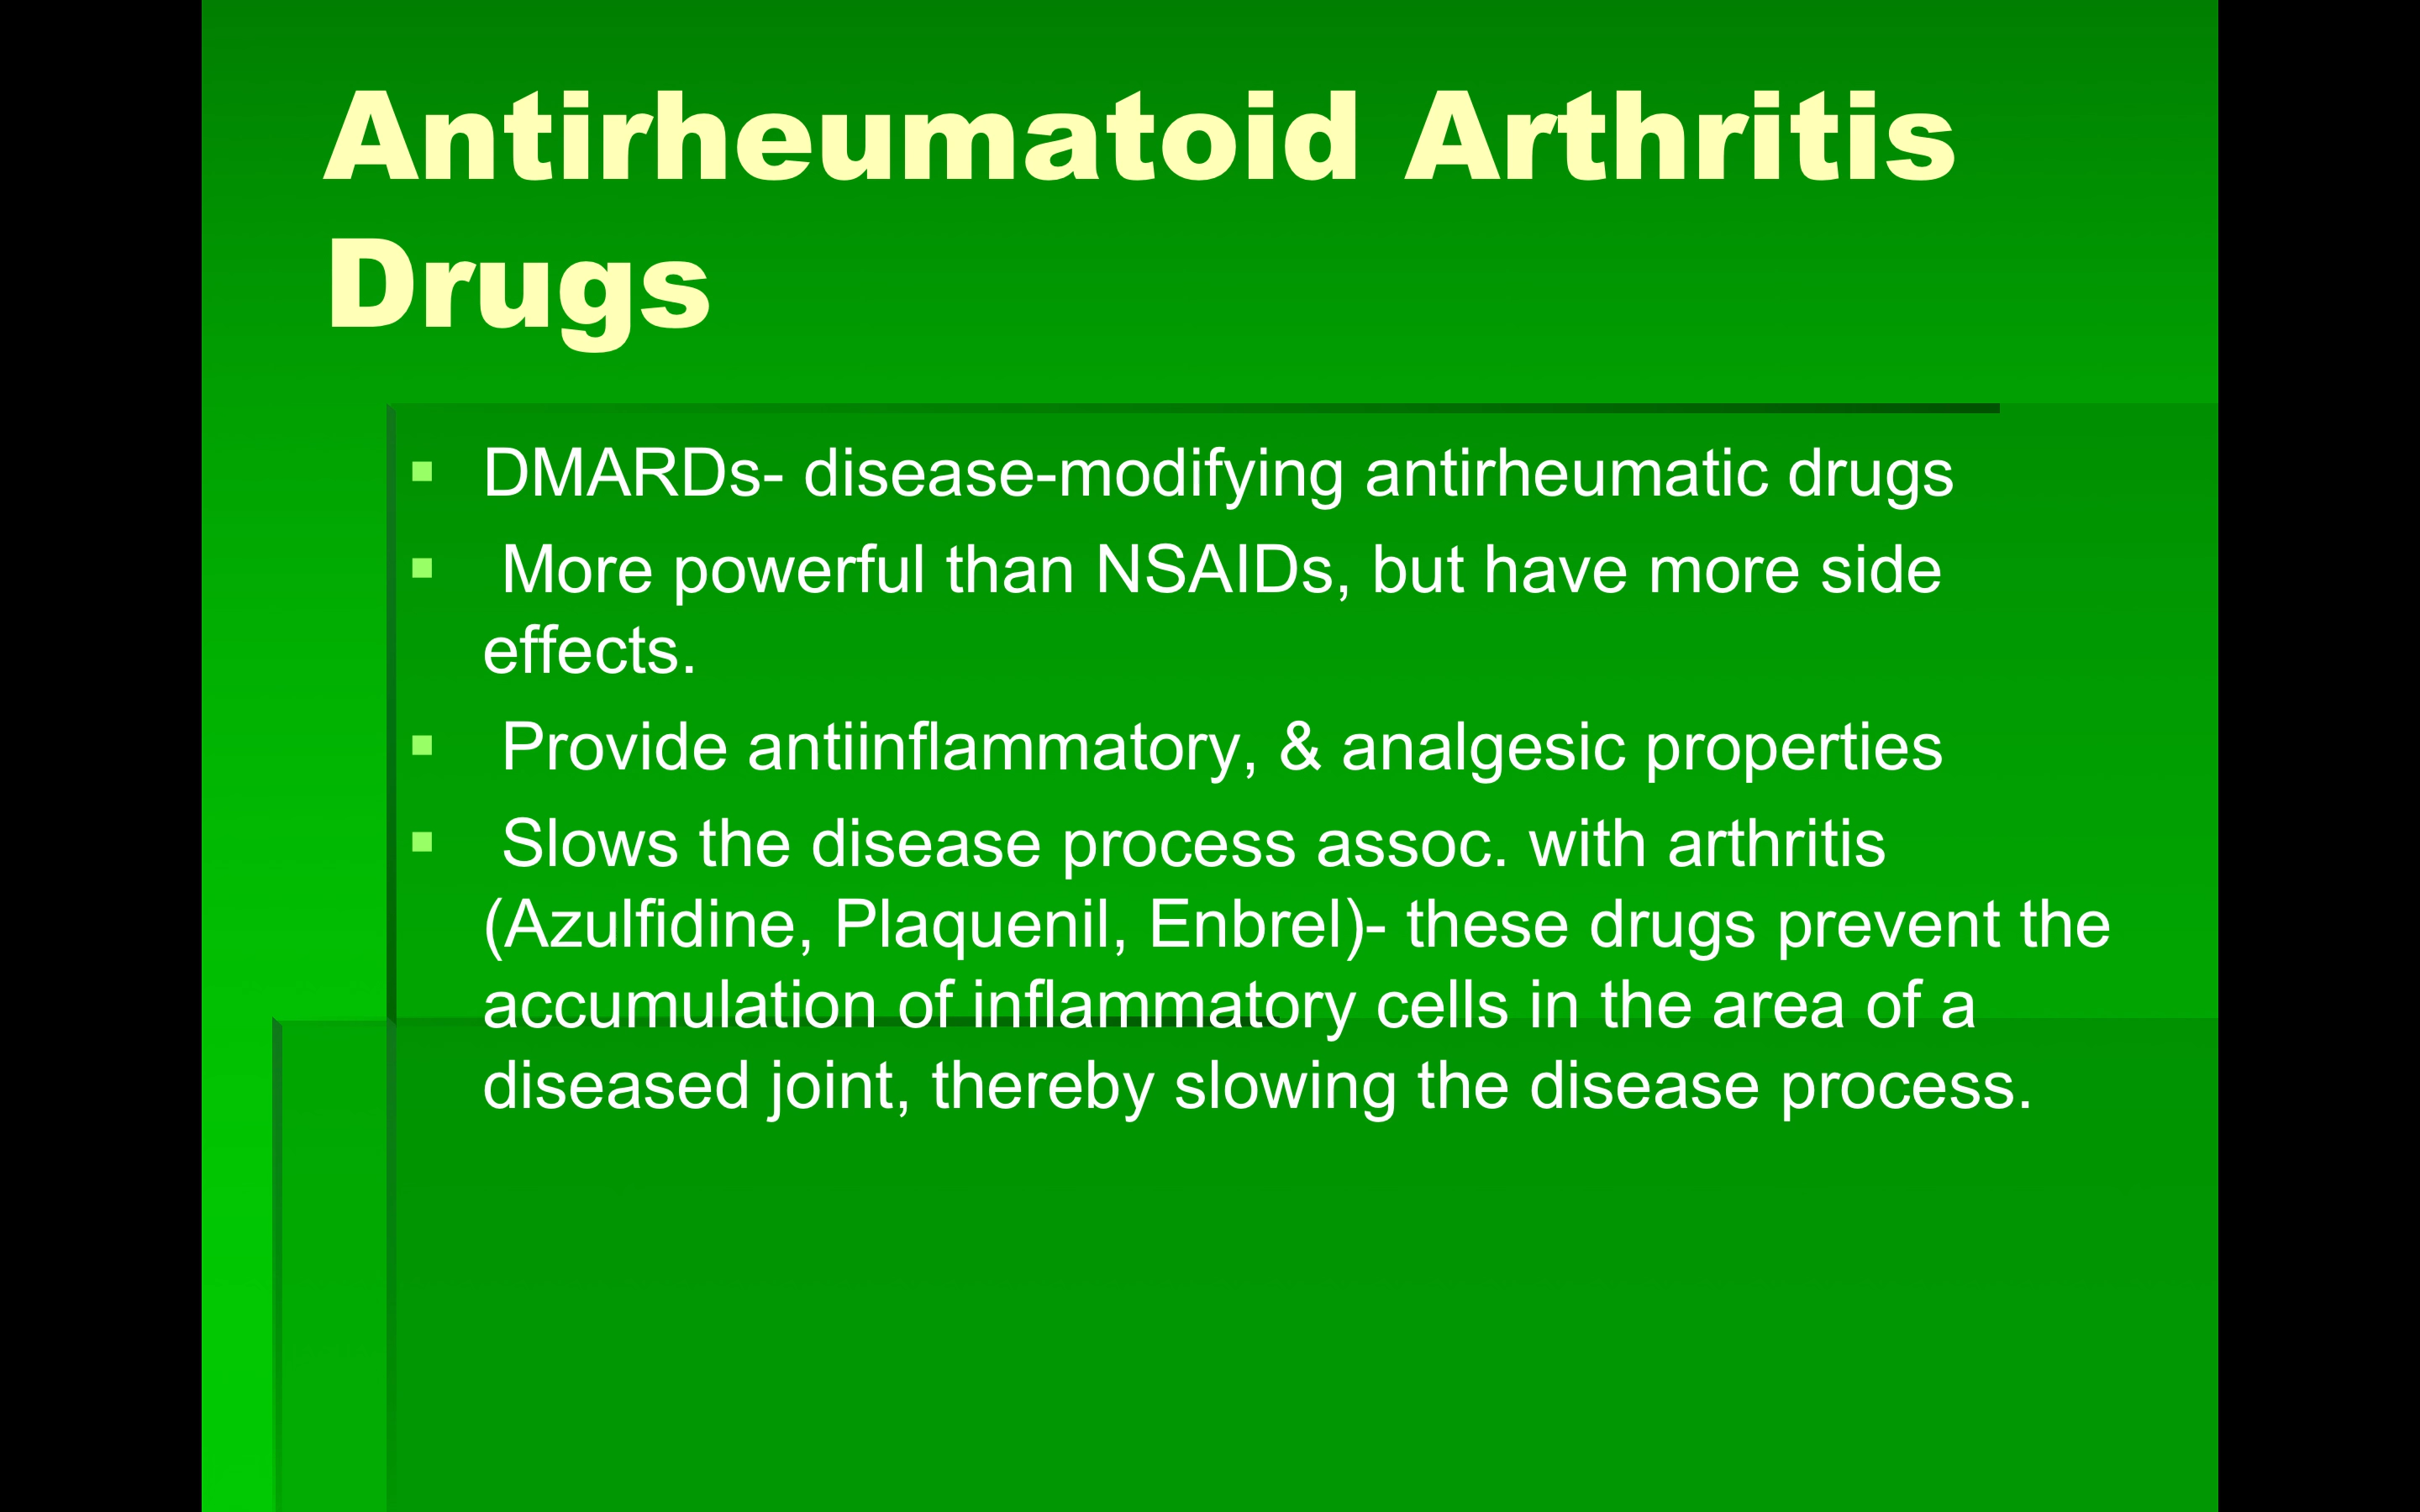 Antirheumatoid Arthritis
Drugs
DMARDs- disease-modifying antirheumatic drugs
More powerful than NSAIDs, but have more side
effects.
Provide antiinflammatory, & analgesic properties
Slows the disease process assoc. with arthritis
(Azulfidine, Plaquenil, Enbrel)- these drugs prevent the
accumulation of inflammatory cells in the area of a
diseased joint, thereby slowing the disease process.